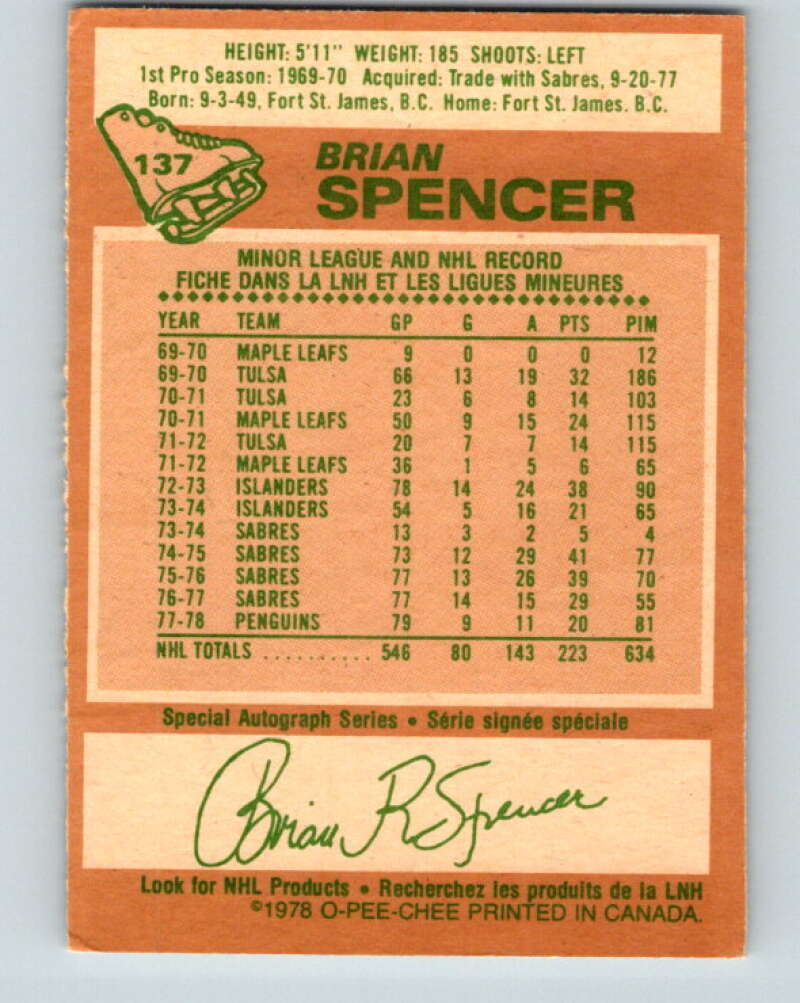 HEIGHT: 5'11" WEIGHT: 185 SHOOTS: LEFT
1st Pro Season: 1969-70 Acquired: Trade with Sabres, 9-20-77
Born: 9-3-49, Fort St. James, B.C. Home: Fort St. James. B.C.
137
BRIAN
SPENCER
MINOR LEAGUE AND NHL RECORD
FICHE DANS LA LNH ET LES LIGUES MINEURES
YEAR TEAM GP G A PTS PIM
69-70 MAPLE LEAFS 9 0 0 0 12
69-70 TULSA 66 13 19 32 186
70-71 TULSA 23 6 8 14 103
70-71 MAPLE LEAFS 50 9 15 24 115
71-72 TULSA 20 7 7 14 115
71-72 MAPLE LEAFS 36 1 5 6 65
72-73 ISLANDERS 78 14 24 38 90
73-74 ISLANDERS 54 5 16 21 65
73-74 SABRES 13 3 2 5 4
74-75 SABRES 73 12 29 41 77
75-76 SABRES 77 13 26 39 70
76-77 SABRES 77 14 15 29 55
77-78 PENGUINS 79 9 11 20 81
NHL TOTALS .......... 546 80 143 223 634
Special Autograph Series • Série signée spéciale
Brian R Spencer
Look for NHL Products • Recherchez les produits de la LNH
©1978 O-PEE-CHEE PRINTED IN CANADA.